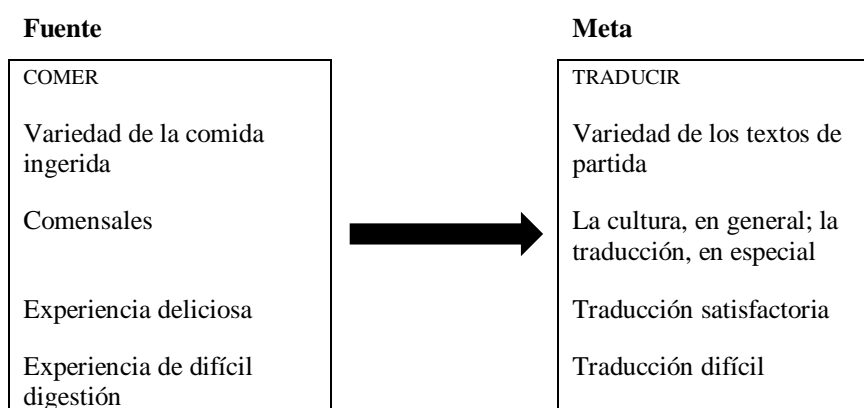 Fuente
Meta
COMER
Variedad de la comida
ingerida
Comensales
Experiencia deliciosa
Experiencia de difícil
digestión
TRADUCIR
Variedad de los textos de
partida
La cultura, en general; la
traducción, en especial
Traducción satisfactoria
Traducción difícil